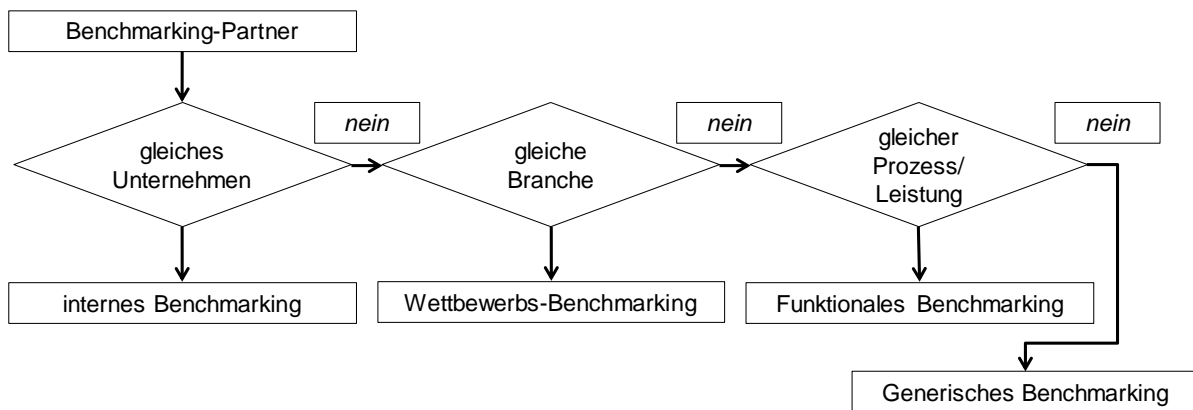 Benchmarking-Partner
nein
nein
nein
gleiches
Unternehmen
gleiche
Branche
gleicher
Prozess/
Leistung
internes Benchmarking
Wettbewerbs-Benchmarking
Funktionales Benchmarking
Generisches Benchmarking